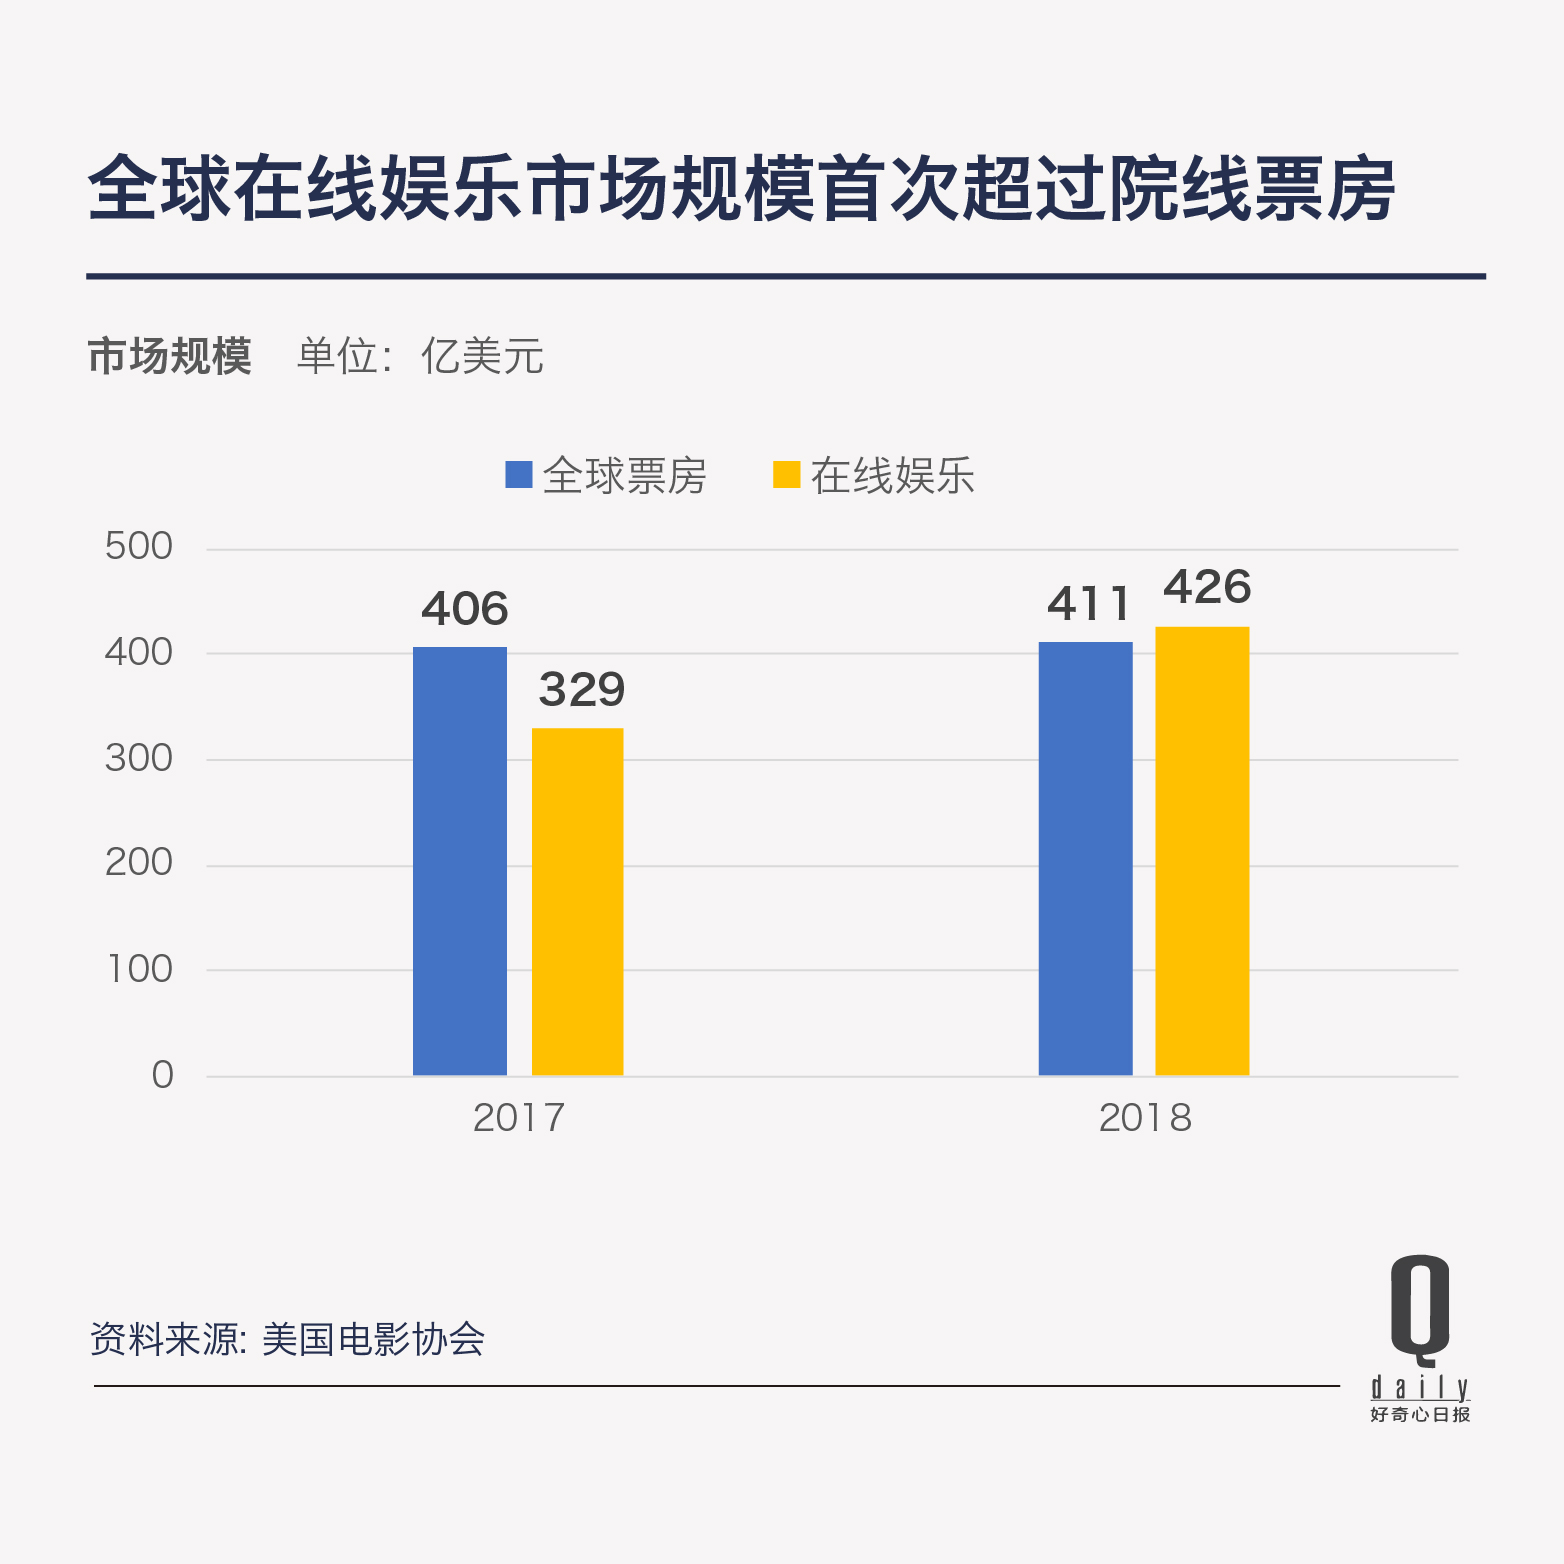 全球在线娱乐市场规模首次超过院线票房
市场规模 单位：亿美元
全球票房 在线娱乐
500
400
300
200
100
0
406
329
411
426
2017
2018
资料来源: 美国电影协会
Q
daily
好奇心日报